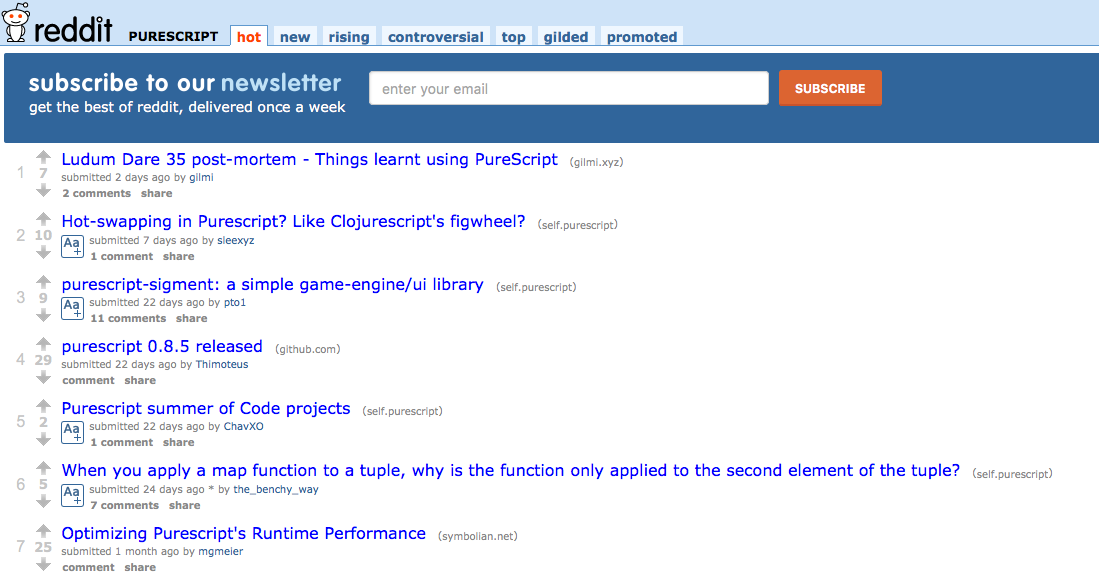 reddit PURESCRIPT hot new rising controversial top gilded promoted
subscribe to our newsletter
get the best of reddit, delivered once a week
enter your email
SUBSCRIBE
1
7
Ludum Dare 35 post-mortem - Things learnt using PureScript (gilmi.xyz)
submitted 2 days ago by gilmi
2 comments share
2
10
Hot-swapping in Purescript? Like Clojurescript's figwheel? (self.purescript)
Aa+
submitted 7 days ago by sleexyz
1 comment share
3
9
purescript-sigment: a simple game-engine/ui library (self.purescript)
Aa+
submitted 22 days ago by pto1
11 comments share
4
29
purescript 0.8.5 released (github.com)
submitted 22 days ago by Thimoteus
comment share
5
2
Purescript summer of Code projects (self.purescript)
Aa+
submitted 22 days ago by ChavXO
1 comment share
6
5
When you apply a map function to a tuple, why is the function only applied to the second element of the tuple? (self.purescript)
Aa+
submitted 24 days ago * by the_benchy_way
7 comments share
7
25
Optimizing Purescript's Runtime Performance (symbolian.net)
submitted 1 month ago by mgmeier
comment share